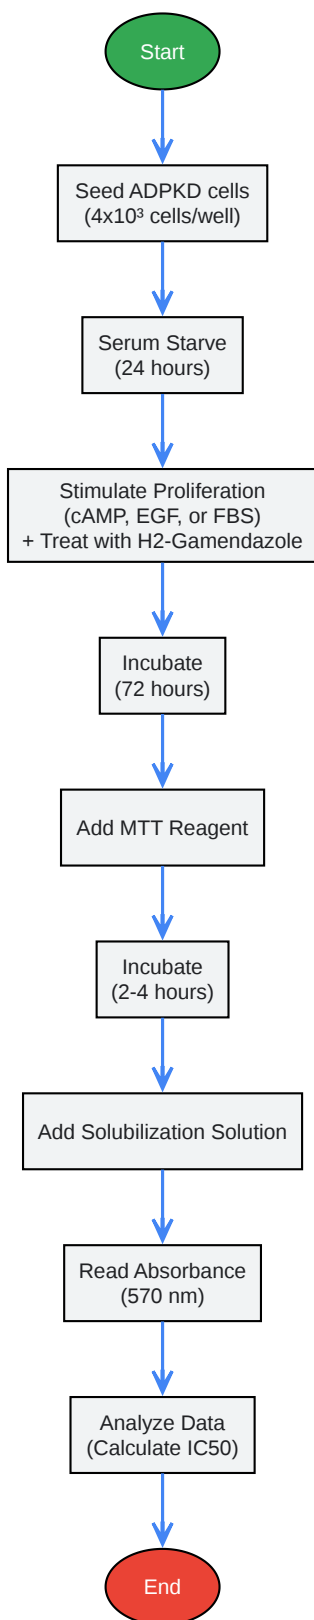 Start
Seed ADPKD cells
(4x10³ cells/well)
Serum Starve
(24 hours)
Stimulate Proliferation
(cAMP, EGF, or FBS)
+ Treat with H2-Gamendazole
Incubate
(72 hours)
Add MTT Reagent
Incubate
(2-4 hours)
Add Solubilization Solution
Read Absorbance
(570 nm)
Analyze Data
(Calculate IC50)
End